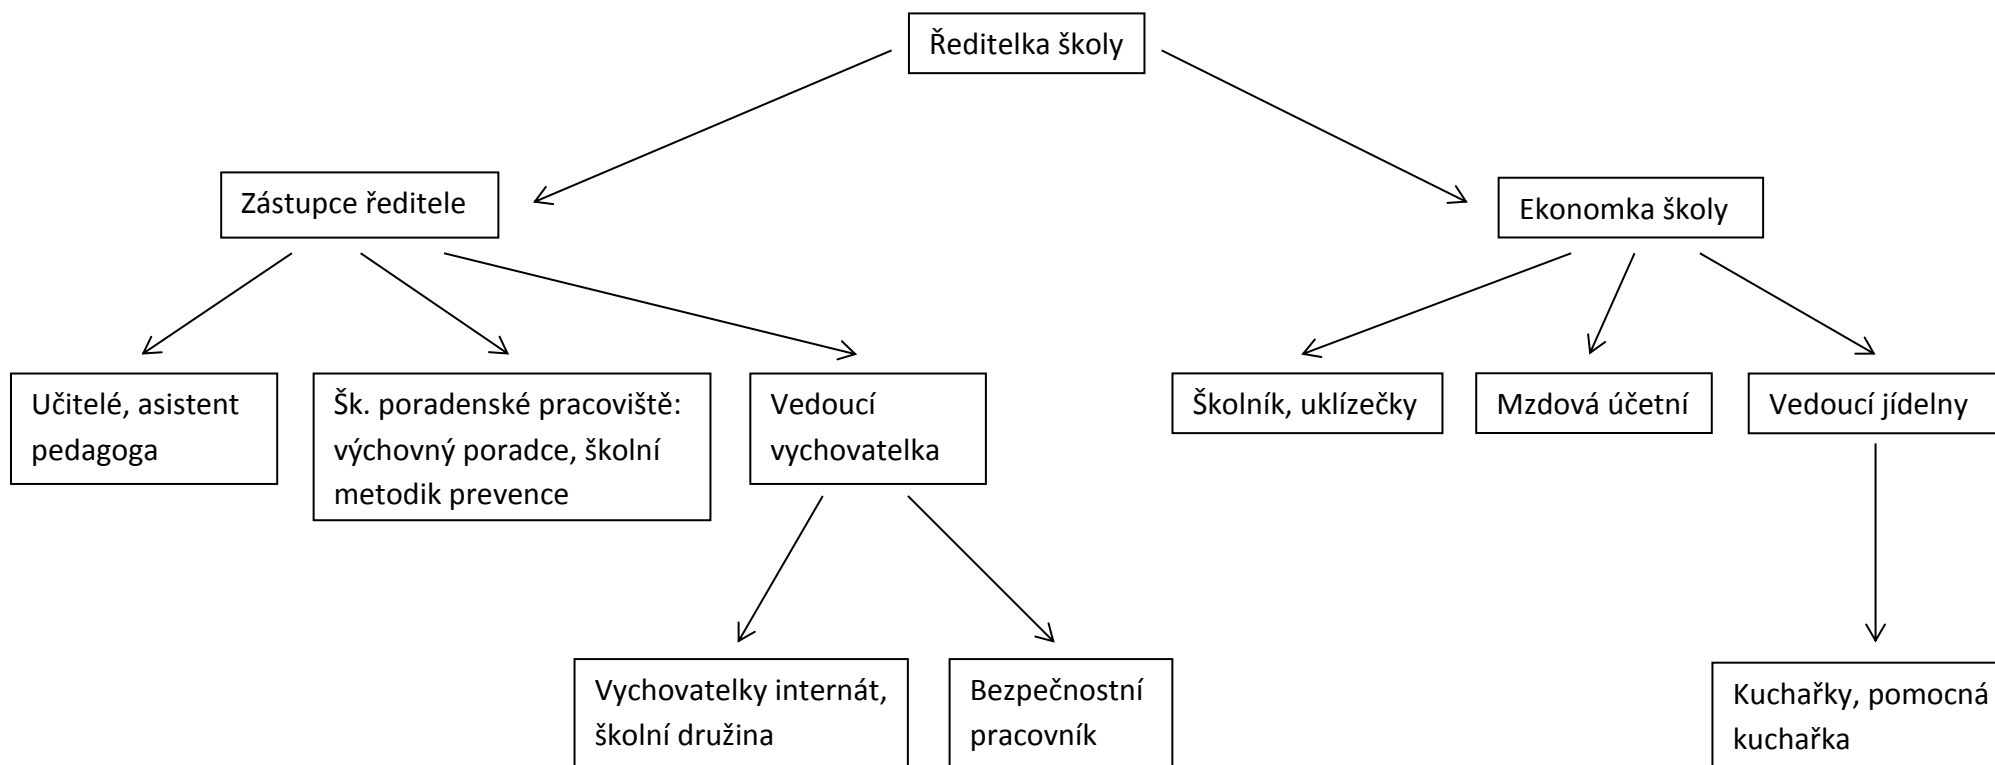 Ředitelka školy
Zástupce ředitele
Ekonomka školy
Učitelé, asistent
pedagoga
Šk. poradenské pracoviště:
výchovný poradce, školní
metodik prevence
Vedoucí
vychovatelka
Školník, uklízečky
Mzdová účetní
Vedoucí jídelny
Vychovatelky internát,
školní družina
Bezpečnostní
pracovník
Kuchařky, pomocná
kuchařka